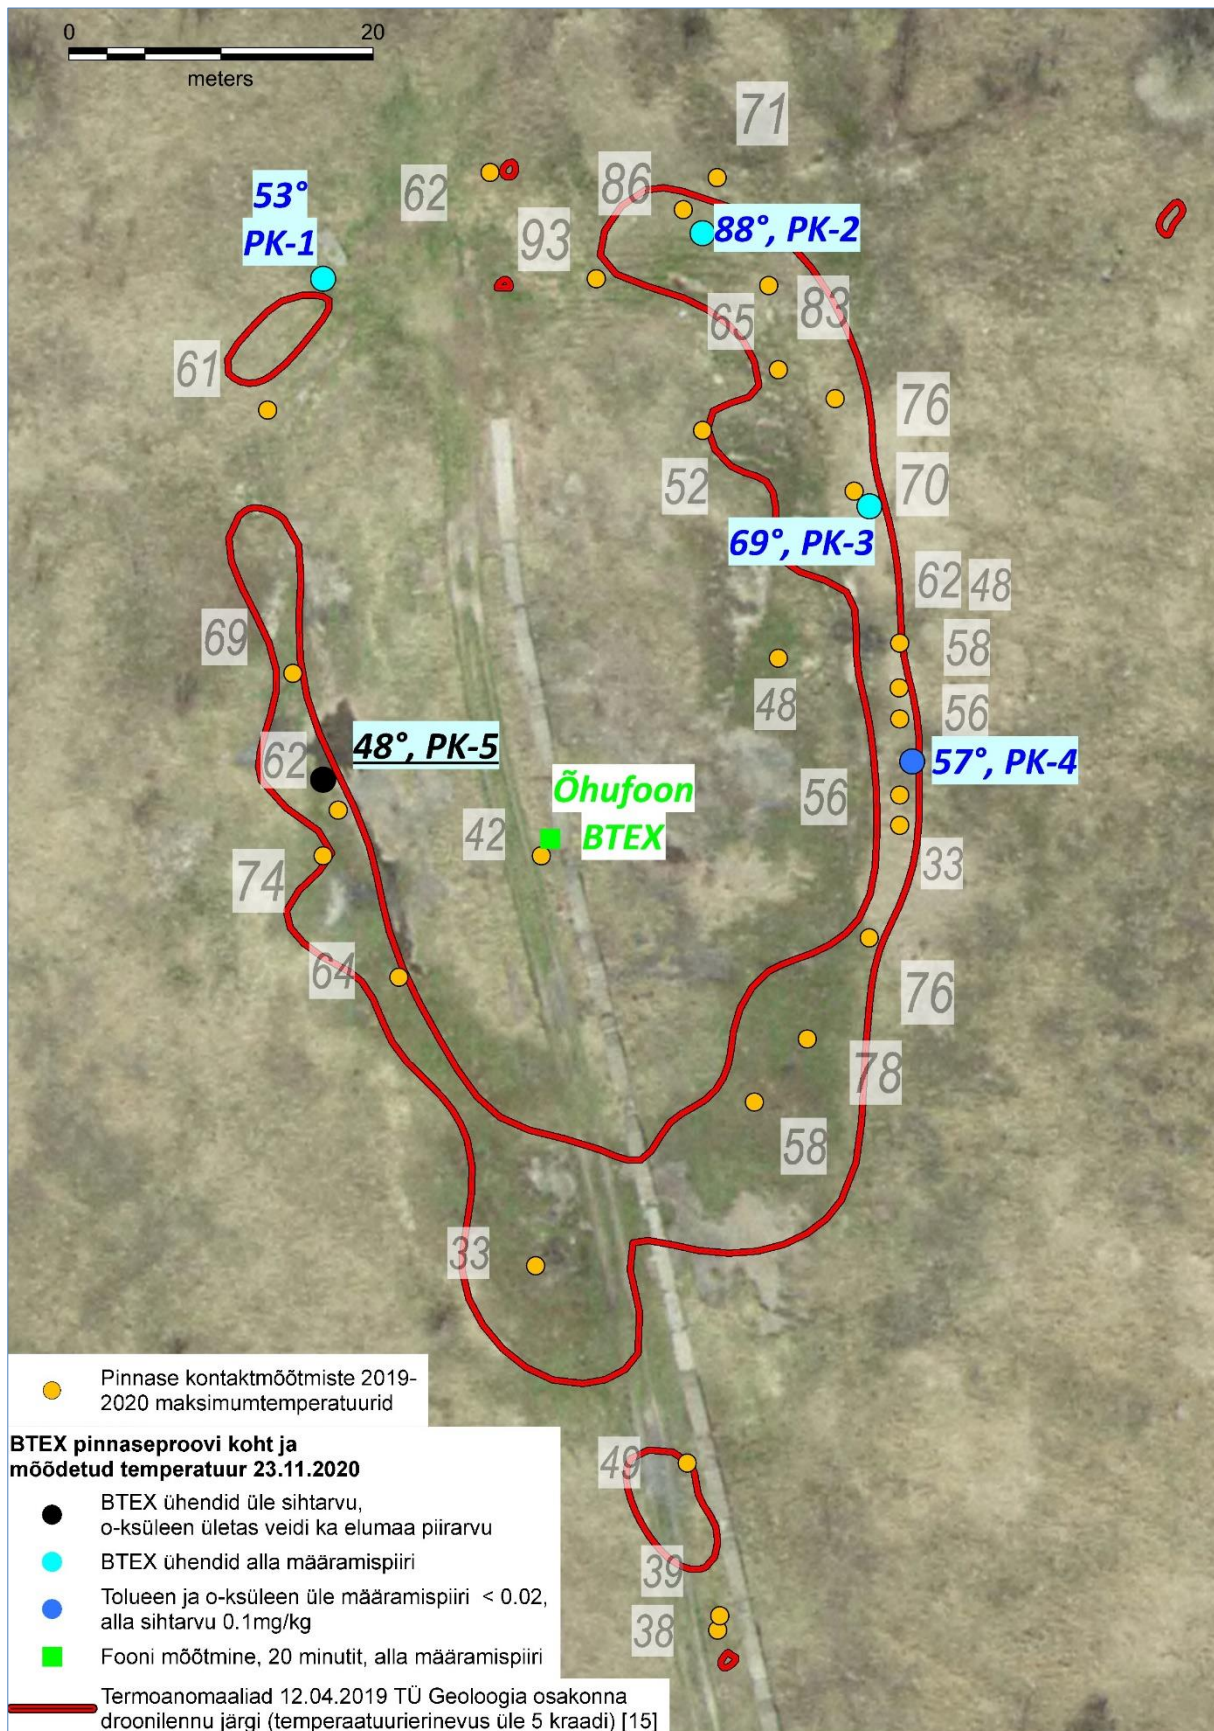 0 20
meters
71
62
86
53°
PK-1
93
88°, PK-2
65
83
61
76
52
70
69°, PK-3
62
48
69
58
48
56
62
48°, PK-5
57°, PK-4
Õhufoon
BTEX
42
56
33
74
64
76
78
58
33
49
39
38
Pinnase kontaktmõõtmiste 2019-
2020 maksimumtemperatuurid
BTEX pinnaseproovi koht ja
mõõdetud temperatuur 23.11.2020
BTEX ühendid üle sihtarvu,
o-ksüleen ületas veidi ka elumaa piirarvu
BTEX ühendid alla määramispiiri
Tolueen ja o-ksüleen üle määramispiiri < 0.02,
alla sihtarvu 0.1mg/kg
Fooni mõõtmine, 20 minutit, alla määramispiiri
Termoanomaaliad 12.04.2019 TÜ Geoloogia osakonna
droonilennu järgi (temperaatuurierinevus üle 5 kraadi) [15]